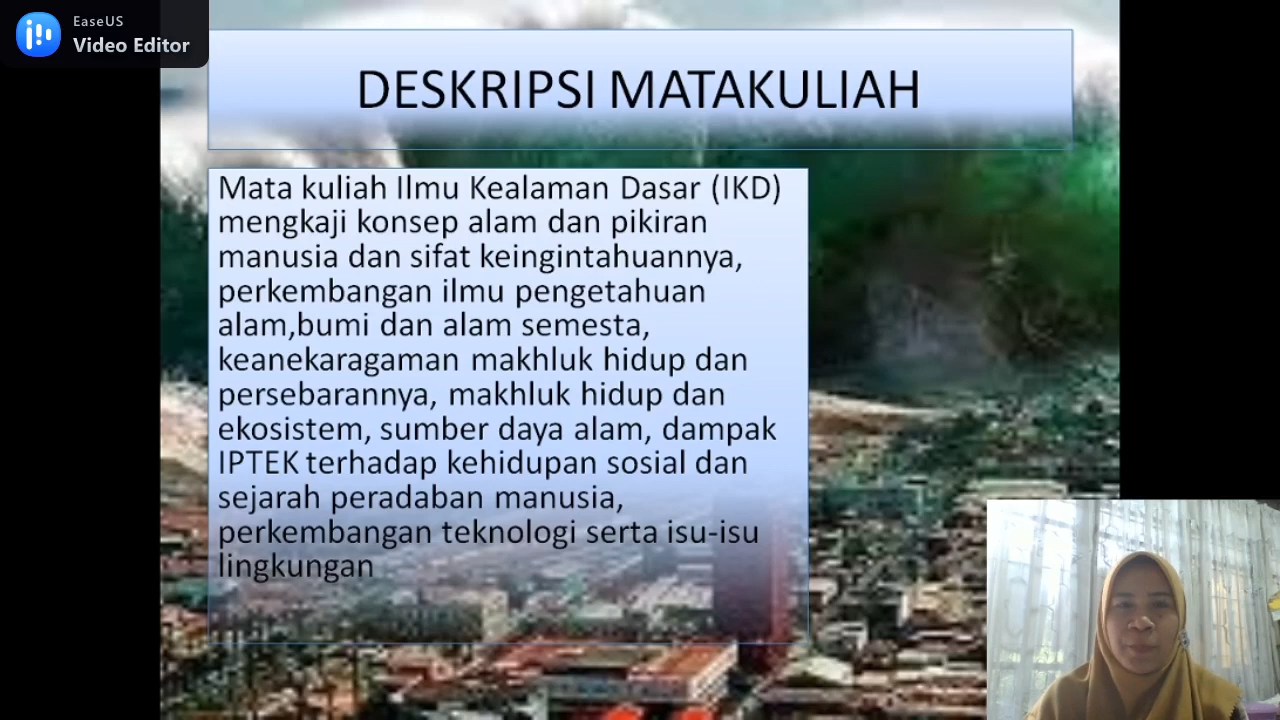 EaseUS
Video Editor
DESKRIPSI MATAKULIAH
Mata kuliah Ilmu Kealaman Dasar (IKD)
mengkaji konsep alam dan pikiran
manusia dan sifat keingintahuannya,
perkembangan ilmu pengetahuan
alam,bumi dan alam semesta,
keanekaragaman makhluk hidup dan
persebarannya, makhluk hidup dan
ekosistem, sumber daya alam, dampak
IPTEK terhadap kehidupan sosial dan
sejarah peradaban manusia,
perkembangan teknologi serta isu-isu
lingkungan